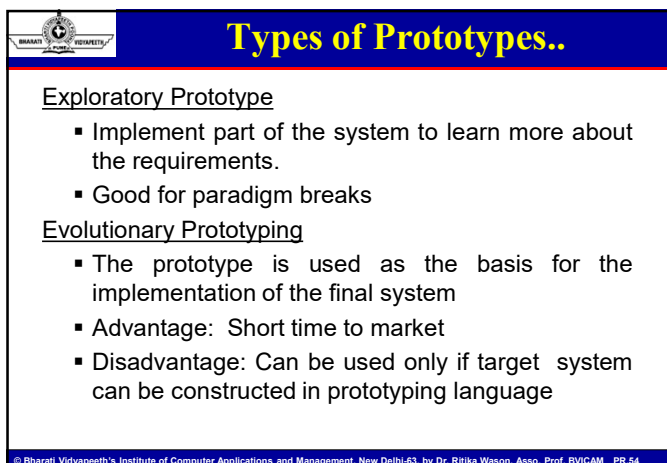 BHARATI VIDYAPEETH
PUNE
Types of Prototypes..
Exploratory Prototype
▪ Implement part of the system to learn more about
the requirements.
▪ Good for paradigm breaks
Evolutionary Prototyping
▪ The prototype is used as the basis for the
implementation of the final system
▪ Advantage: Short time to market
▪ Disadvantage: Can be used only if target system
can be constructed in prototyping language
© Bharati Vidyapeeth's Institute of Computer Applications and Management, New Delhi-63, by Dr. Ritika Wason, Asso. Prof. BVICAM PR.54